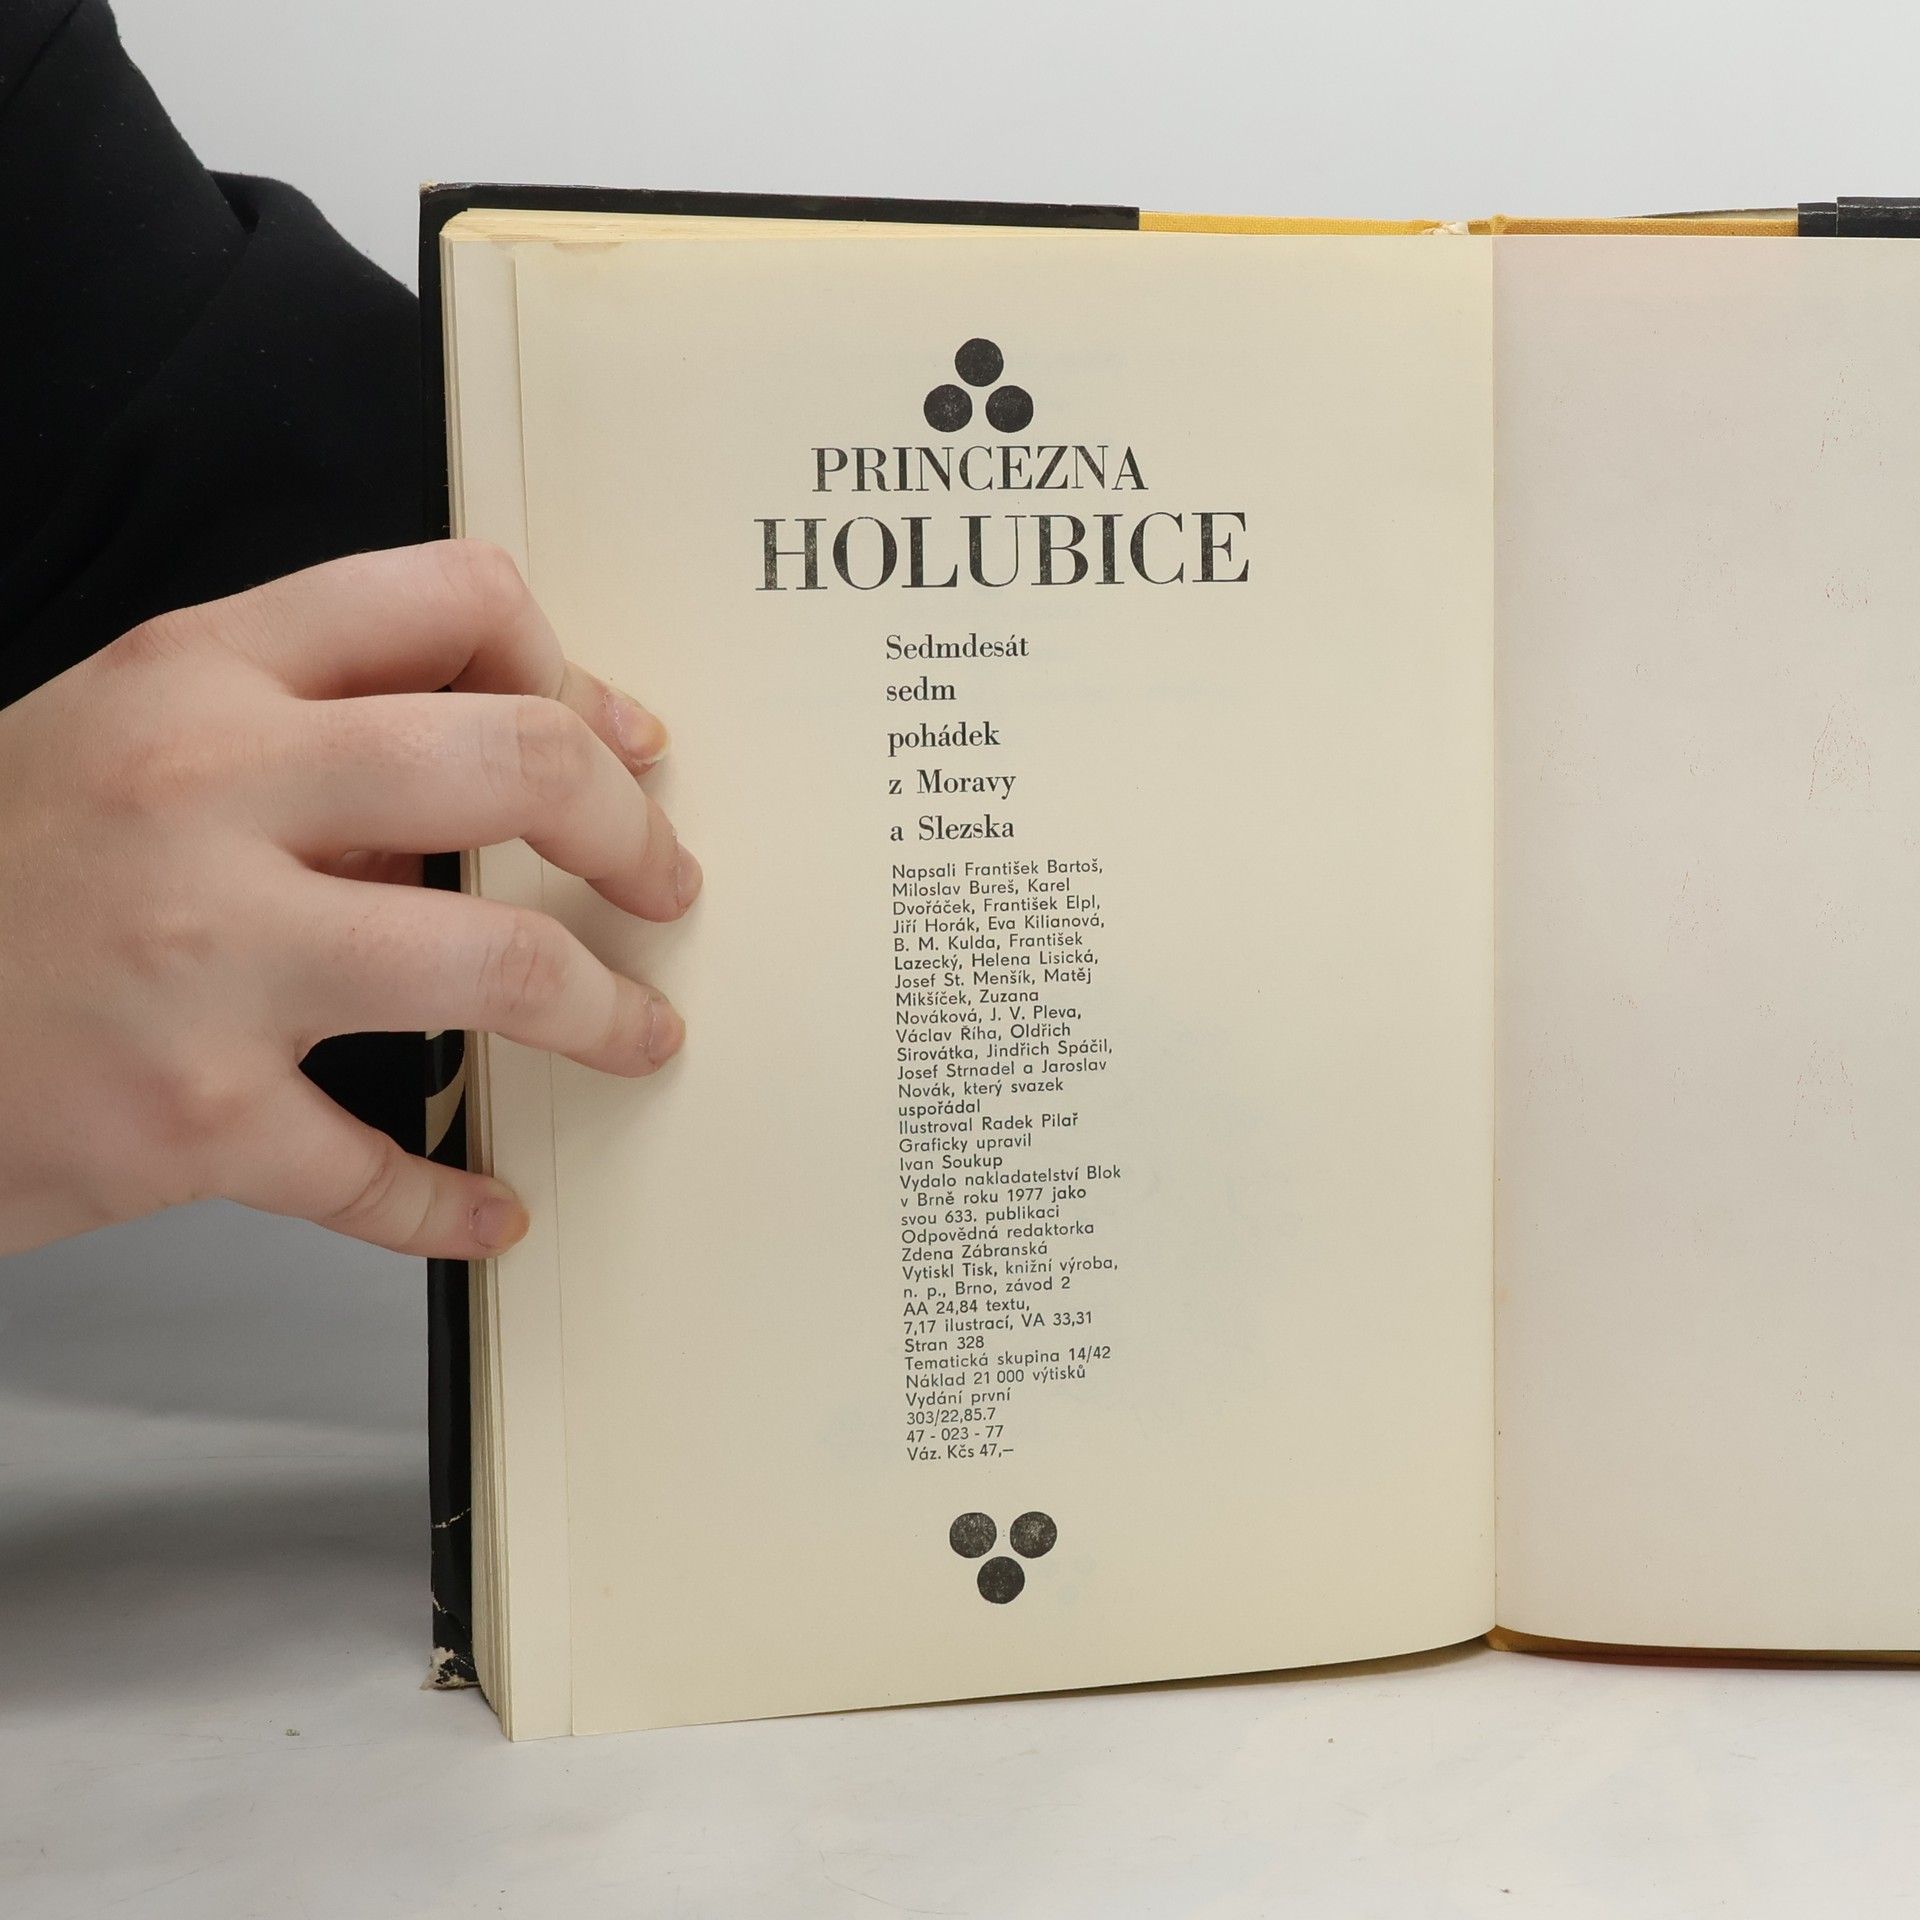 PRINCEZNA
HOLUBICE
Sedmdesát
sedm
pohádek
z Moravy
a Slezska
Napsali František Bartoš,
Miloslav Bureš, Karel
Dvořáček, František Elpl,
Jiří Horák, Eva Kilianová,
B. M. Kulda, František
Lazecký, Helena Lisická,
Josef St. Menšík, Matěj
Mikšíček, Zuzana
Nováková, J. V. Pleva,
Václav Říha, Oldřich
Sirovátka, Jindřich Spáčil,
Josef Strnadel a Jaroslav
Novák, který svazek
uspořádal
Ilustroval Radek Pilař
Graficky upravil
Ivan Soukup
Vydalo nakladatelství Blok
v Brně roku 1977 jako
svou 633. publikaci
Odpovědná redaktorka
Zdena Zábranská
Vytiskl Tisk, knižní výroba,
n. p., Brno, závod 2
AA 24,84 textu,
7,17 ilustrací, VA 33,31
Stran 328
Tematická skupina 14/42
Náklad 21 000 výtisků
Vydání první
303/22,85.7
47 - 023 - 77
Váz. Kčs 47,–